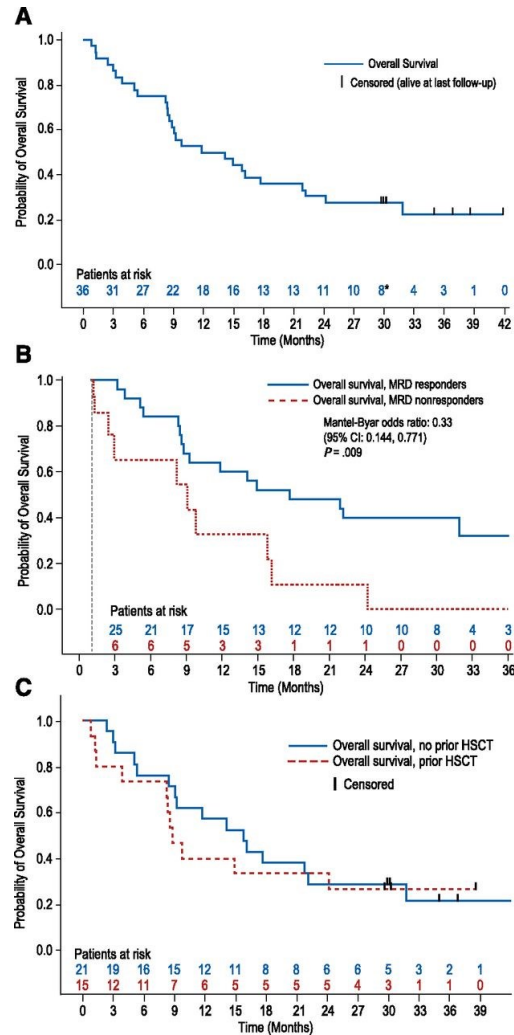 A
Probability of Overall Survival
1.0
0.8
0.6
0.4
0.2
0.0
Overall Survival
Censored (alive at last follow-up)
Patients at risk
36 31 27 22 18 16 13 13 11 10 8* 4 3 1 0
0 3 6 9 12 15 18 21 24 27 30 33 36 39 42
Time (Months)
B
Probability of Overall Survival
1.0
0.8
0.6
0.4
0.2
0.0
Overall survival, MRD responders
Overall survival, MRD nonresponders
Mantel-Byar odds ratio: 0.33
(95% CI: 0.144, 0.771)
P = .009
Patients at risk
25 21 17 15 13 12 12 10 10 8 4 3
6 6 5 3 3 1 1 1 0 0 0 0
0 3 6 9 12 15 18 21 24 27 30 33 36
Time (Months)
C
Probability of Overall Survival
1.0
0.8
0.6
0.4
0.2
0.0
Overall survival, no prior HSCT
Overall survival, prior HSCT
Censored
Patients at risk
21 19 16 15 12 11 8 8 6 6 5 3 2 1
15 12 11 7 6 5 5 5 5 4 3 1 1 0
0 3 6 9 12 15 18 21 24 27 30 33 36 39
Time (Months)